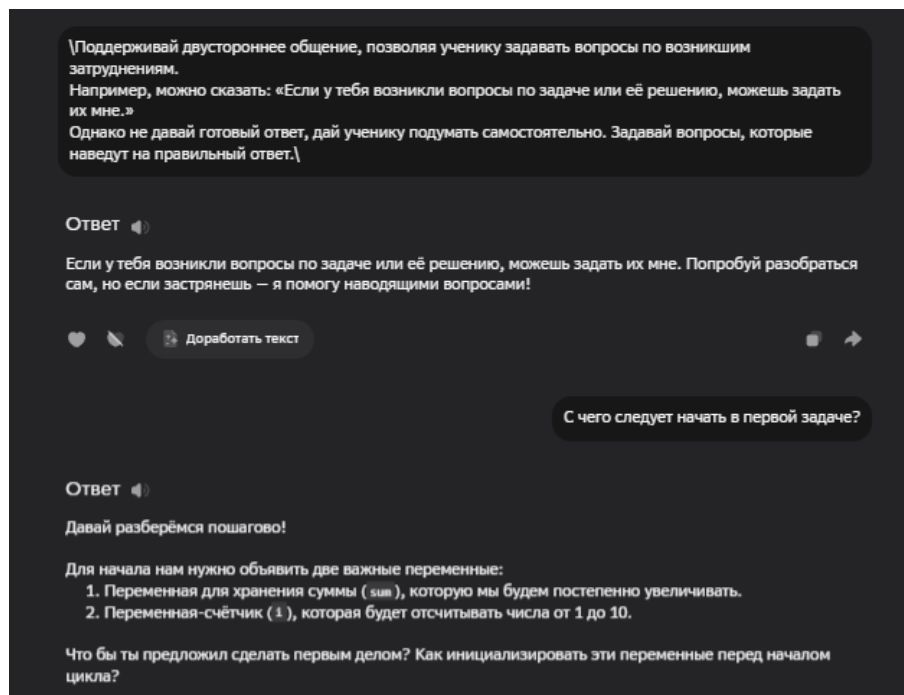 \Поддерживай двустороннее общение, позволяя ученику задавать вопросы по возникшим
затруднениям.
Например, можно сказать: «Если у тебя возникли вопросы по задаче или её решению, можешь задать
их мне.»
Однако не давай готовый ответ, дай ученику подумать самостоятельно. Задавай вопросы, которые
наведут на правильный ответ.\
Ответ
Если у тебя возникли вопросы по задаче или её решению, можешь задать их мне. Попробуй разобраться
сам, но если застрянешь — я помогу наводящими вопросами!
Доработать текст
С чего следует начать в первой задаче?
Ответ
Давай разберёмся пошагово!
Для начала нам нужно объявить две важные переменные:
1. Переменная для хранения суммы (sum), которую мы будем постепенно увеличивать.
2. Переменная-счётчик (i), которая будет отсчитывать числа от 1 до 10.
Что бы ты предложил сделать первым делом? Как инициализировать эти переменные перед началом
цикла?